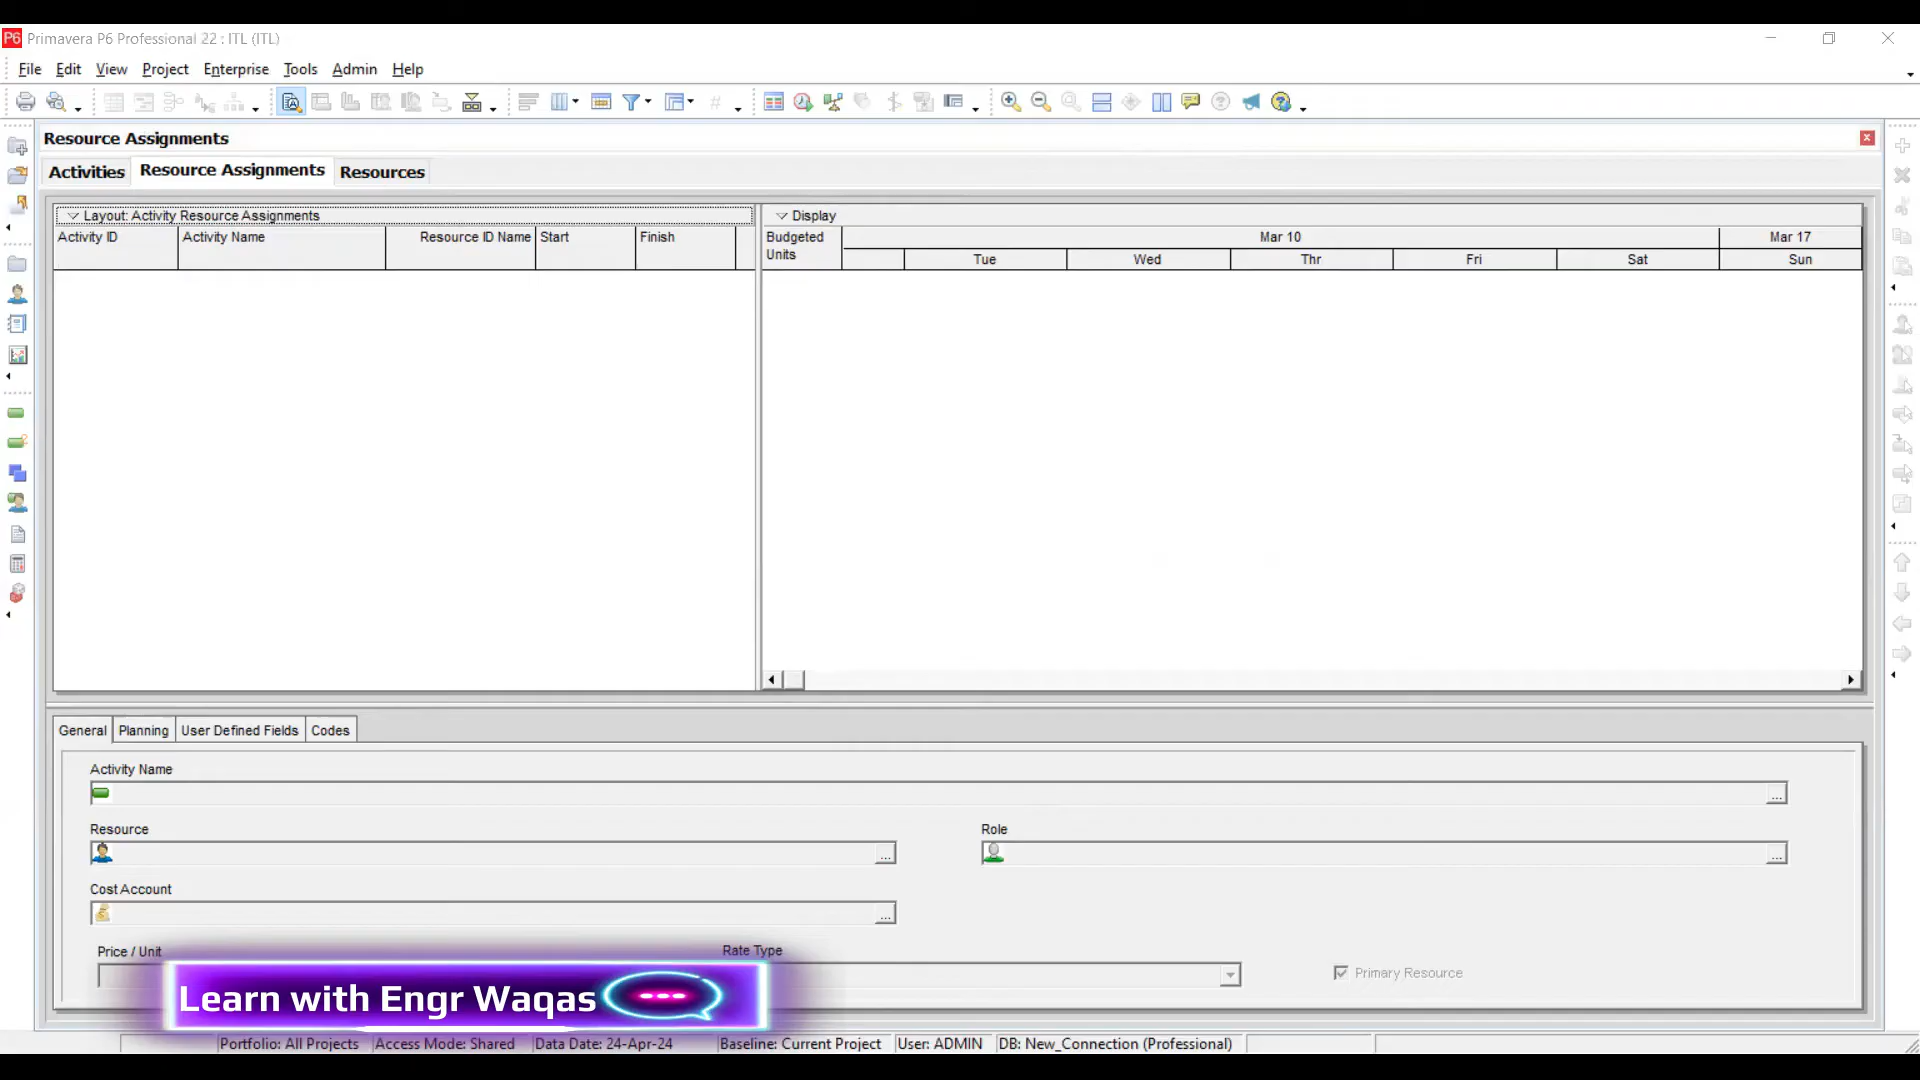 P6 Primavera P6 Professional 22 : ITL (ITL)
File Edit View Project Enterprise Tools Admin Help
Resource Assignments
Activities Resource Assignments Resources
Layout: Activity Resource Assignments
Activity ID Activity Name Resource ID Name Start Finish
Display
Budgeted Units Mar 10 Mar 17
Tue Wed Thr Fri Sat Sun
General Planning User Defined Fields Codes
Activity Name
...
Resource Role
... ...
Cost Account
...
Price / Unit Rate Type
Primary Resource
Learn with Engr Waqas
Portfolio: All Projects Access Mode: Shared Data Date: 24-Apr-24 Baseline: Current Project User: ADMIN DB: New_Connection (Professional)